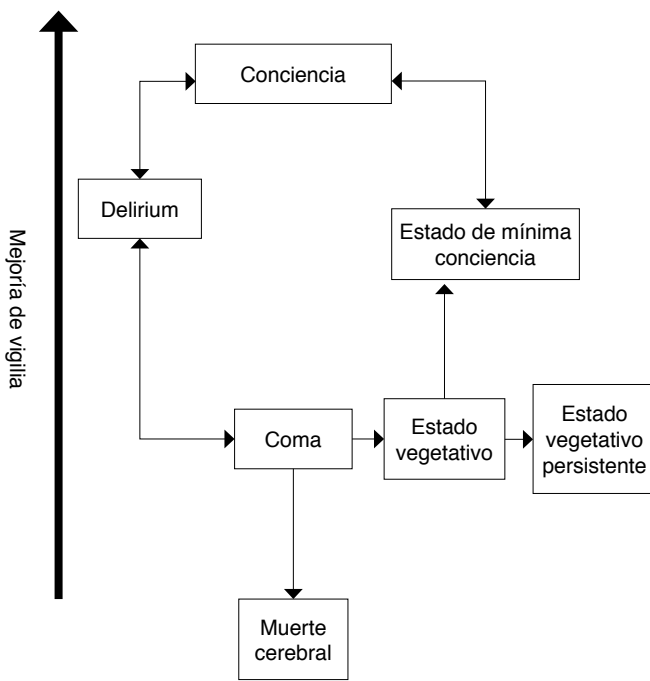 Conciencia
Delirium
Estado de mínima
conciencia
Mejoría de vigilia
Coma
Estado
vegetativo
Estado
vegetativo
persistente
Muerte
cerebral